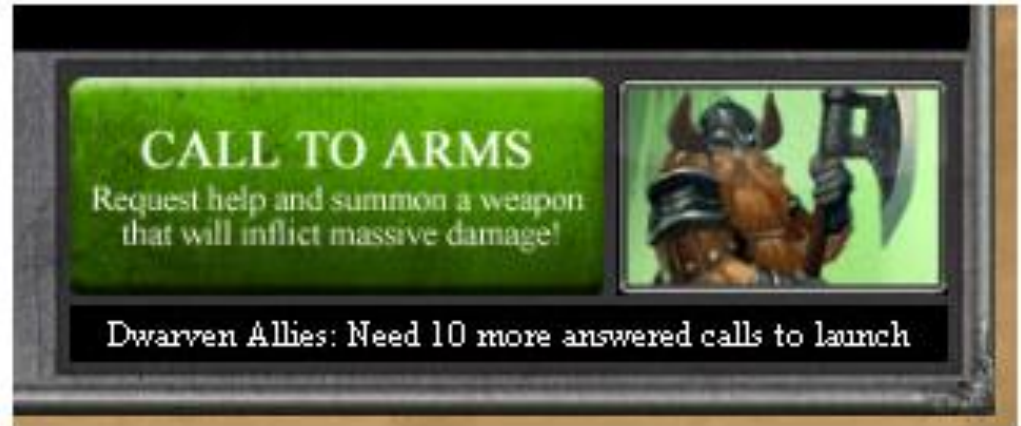 CALL TO ARMS
Request help and summon a weapon
that will inflict massive damage!
Dwarven Allies: Need 10 more answered calls to launch